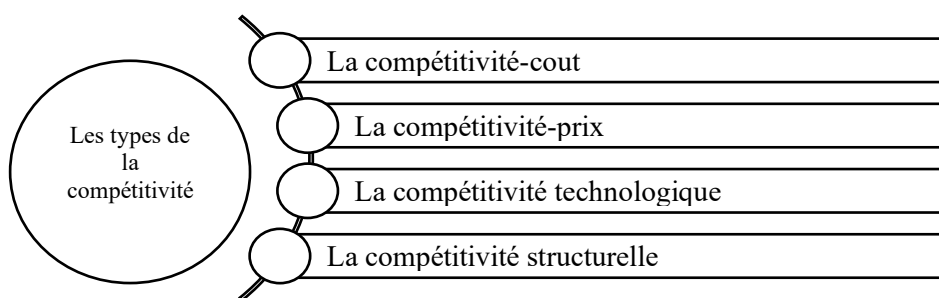 Les types de
la
compétitivité
La compétitivité-cout
La compétitivité-prix
La compétitivité technologique
La compétitivité structurelle